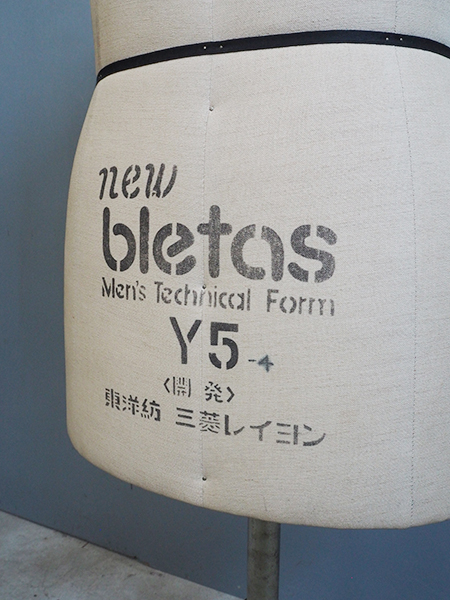 new
bletas
Men's Technical Form
Y5-4
〈開発〉
東洋紡 三菱レイヨン